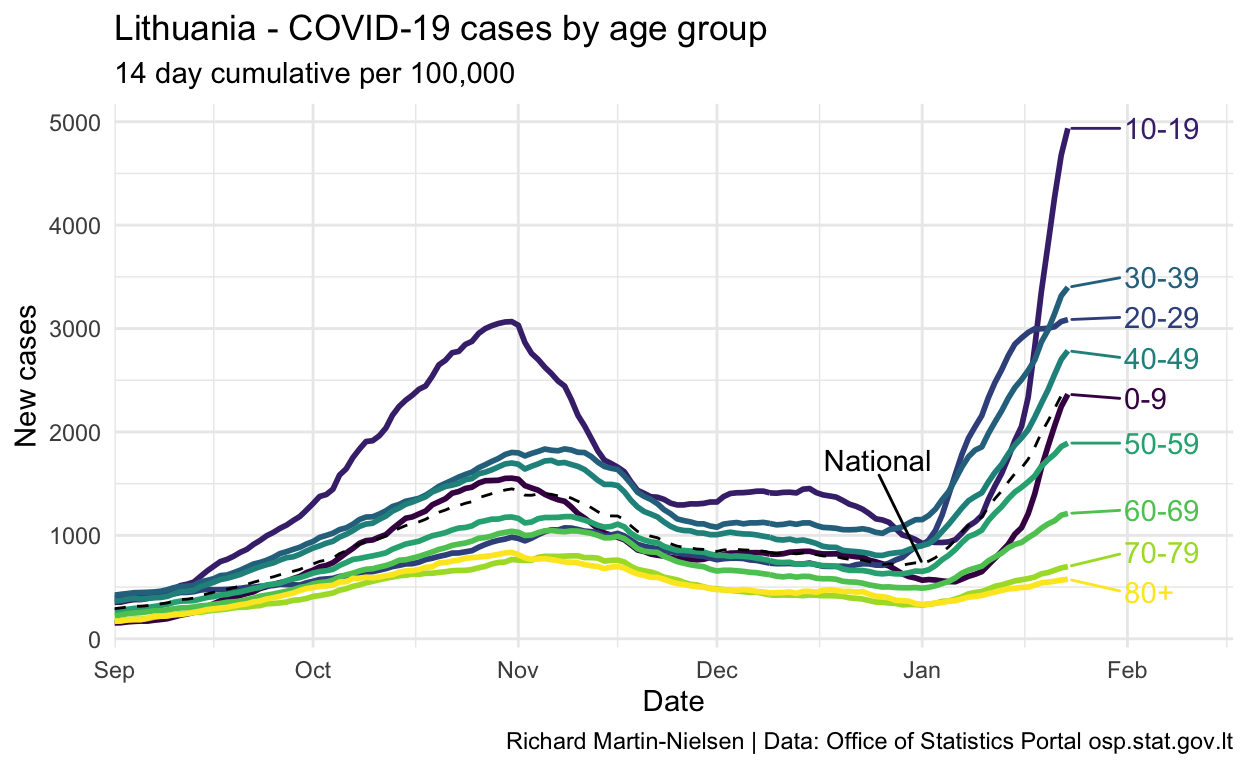 Lithuania - COVID-19 cases by age group
14 day cumulative per 100,000
New cases
5000
4000
3000
2000
1000
0
10-19
30-39
20-29
40-49
0-9
50-59
National
60-69
70-79
80+
Sep
Oct
Nov
Dec
Jan
Feb
Date
Richard Martin-Nielsen | Data: Office of Statistics Portal osp.stat.gov.lt